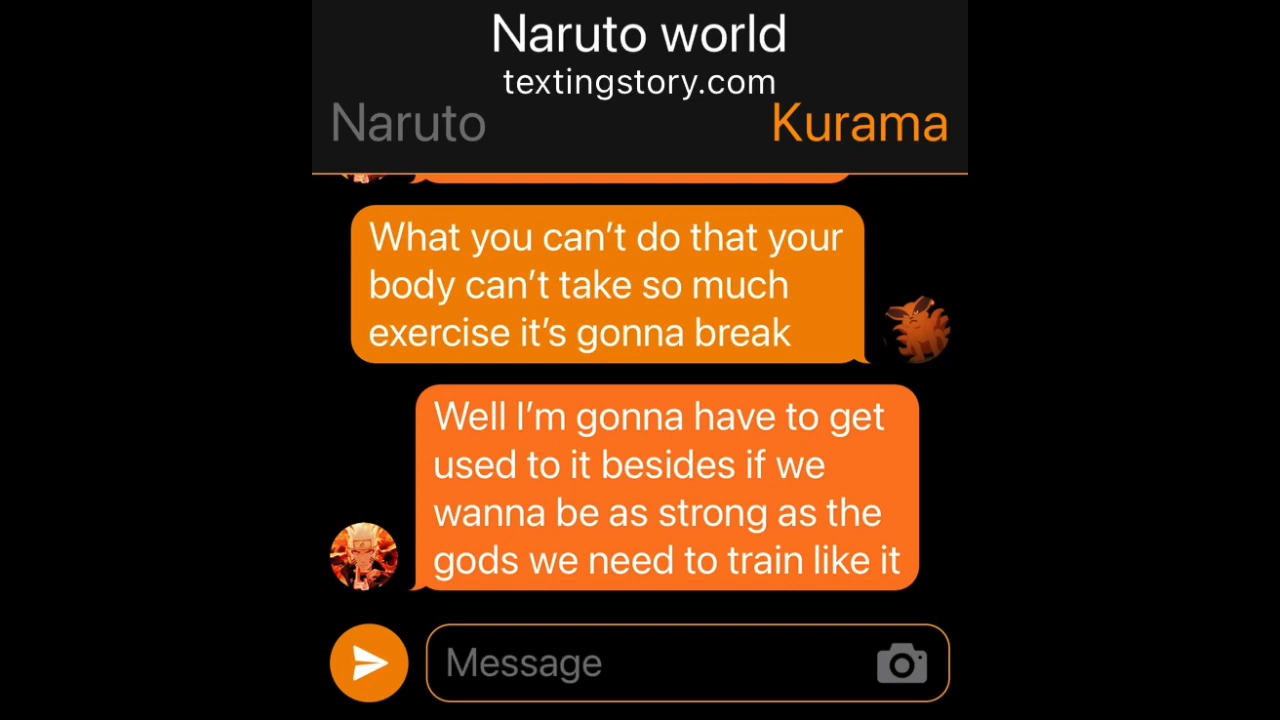 Naruto world
textingstory.com
Naruto Kurama
What you can’t do that your
body can’t take so much
exercise it’s gonna break
Well I’m gonna have to get
used to it besides if we
wanna be as strong as the
gods we need to train like it
Message